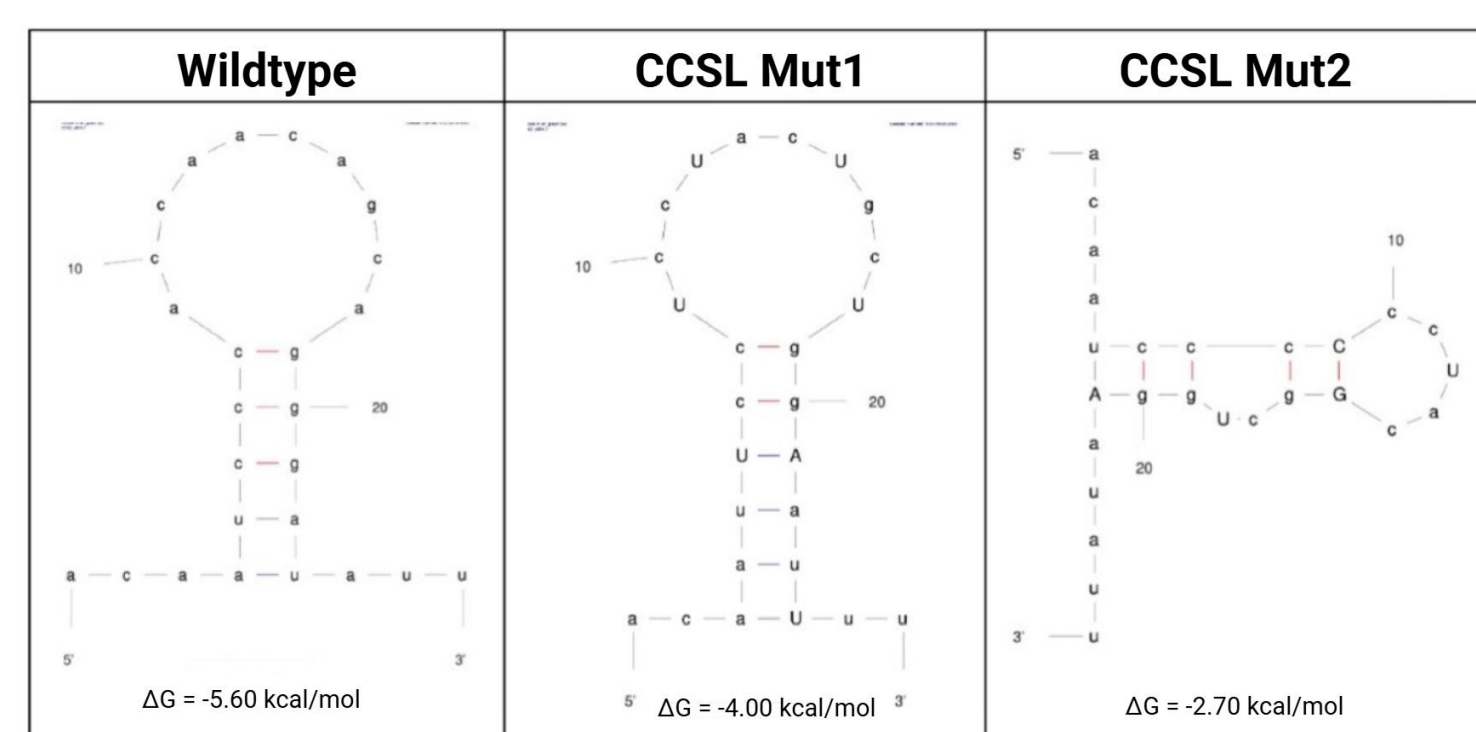 Wildtype
CCSL Mut1
CCSL Mut2
a c
a a
c g
10 c c
a a
c g
c g 20
c g
u a
a c a a u a u u
5' 3'
ΔG = -5.60 kcal/mol
a c
U U
c g
10 c c
U U
c g
c g 20
U A
u a
a u
a c a U u u
5' 3'
ΔG = -4.00 kcal/mol
5' a
c
a
a
10
c
c
U
a
c
u c c c C
A g g U c g G
20
a
u
a
u
3' u
ΔG = -2.70 kcal/mol